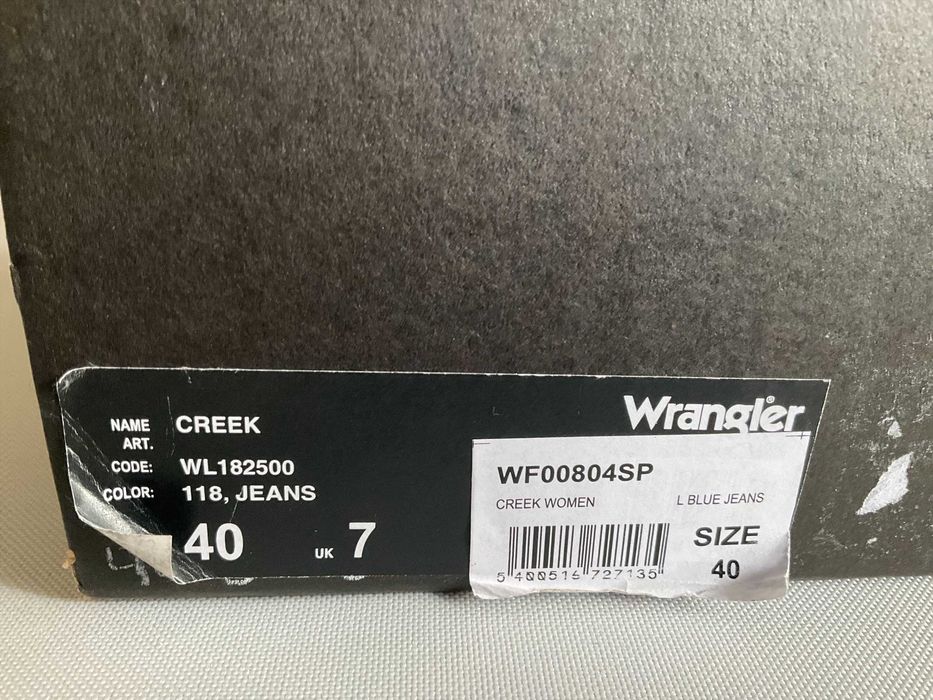 Wrangler®
NAME CREEK
ART.
CODE: WL182500
COLOR: 118, JEANS
40 UK 7
WF00804SP
CREEK WOMEN L BLUE JEANS
SIZE
40
5 400516 727135